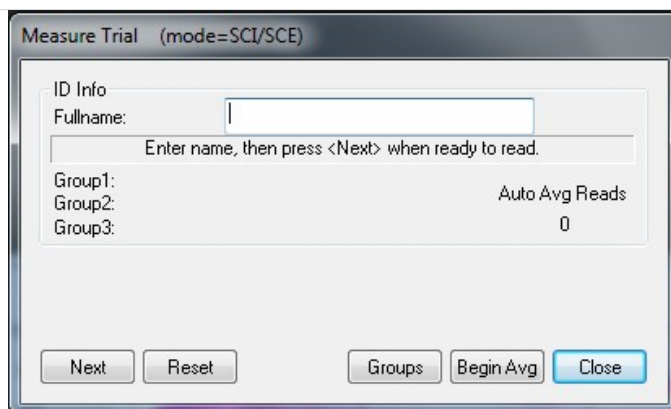 Measure Trial (mode=SCI/SCE)
ID Info
Fullname:
Enter name, then press <Next> when ready to read.
Group1:
Group2:
Group3:
Auto Avg Reads
0
Next Reset Groups Begin Avg Close